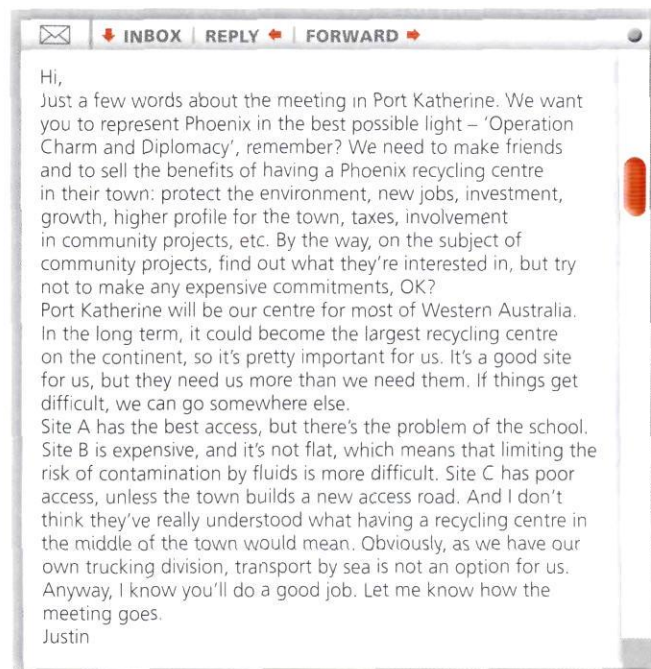 INBOX | REPLY | FORWARD
Hi,
Just a few words about the meeting in Port Katherine. We want
you to represent Phoenix in the best possible light – ‘Operation
Charm and Diplomacy’, remember? We need to make friends
and to sell the benefits of having a Phoenix recycling centre
in their town: protect the environment, new jobs, investment,
growth, higher profile for the town, taxes, involvement
in community projects, etc. By the way, on the subject of
community projects, find out what they’re interested in, but try
not to make any expensive commitments, OK?
Port Katherine will be our centre for most of Western Australia.
In the long term, it could become the largest recycling centre
on the continent, so it’s pretty important for us. It’s a good site
for us, but they need us more than we need them. If things get
difficult, we can go somewhere else.
Site A has the best access, but there’s the problem of the school.
Site B is expensive, and it’s not flat, which means that limiting the
risk of contamination by fluids is more difficult. Site C has poor
access, unless the town builds a new access road. And I don’t
think they’ve really understood what having a recycling centre in
the middle of the town would mean. Obviously, as we have our
own trucking division, transport by sea is not an option for us.
Anyway, I know you’ll do a good job. Let me know how the
meeting goes.
Justin